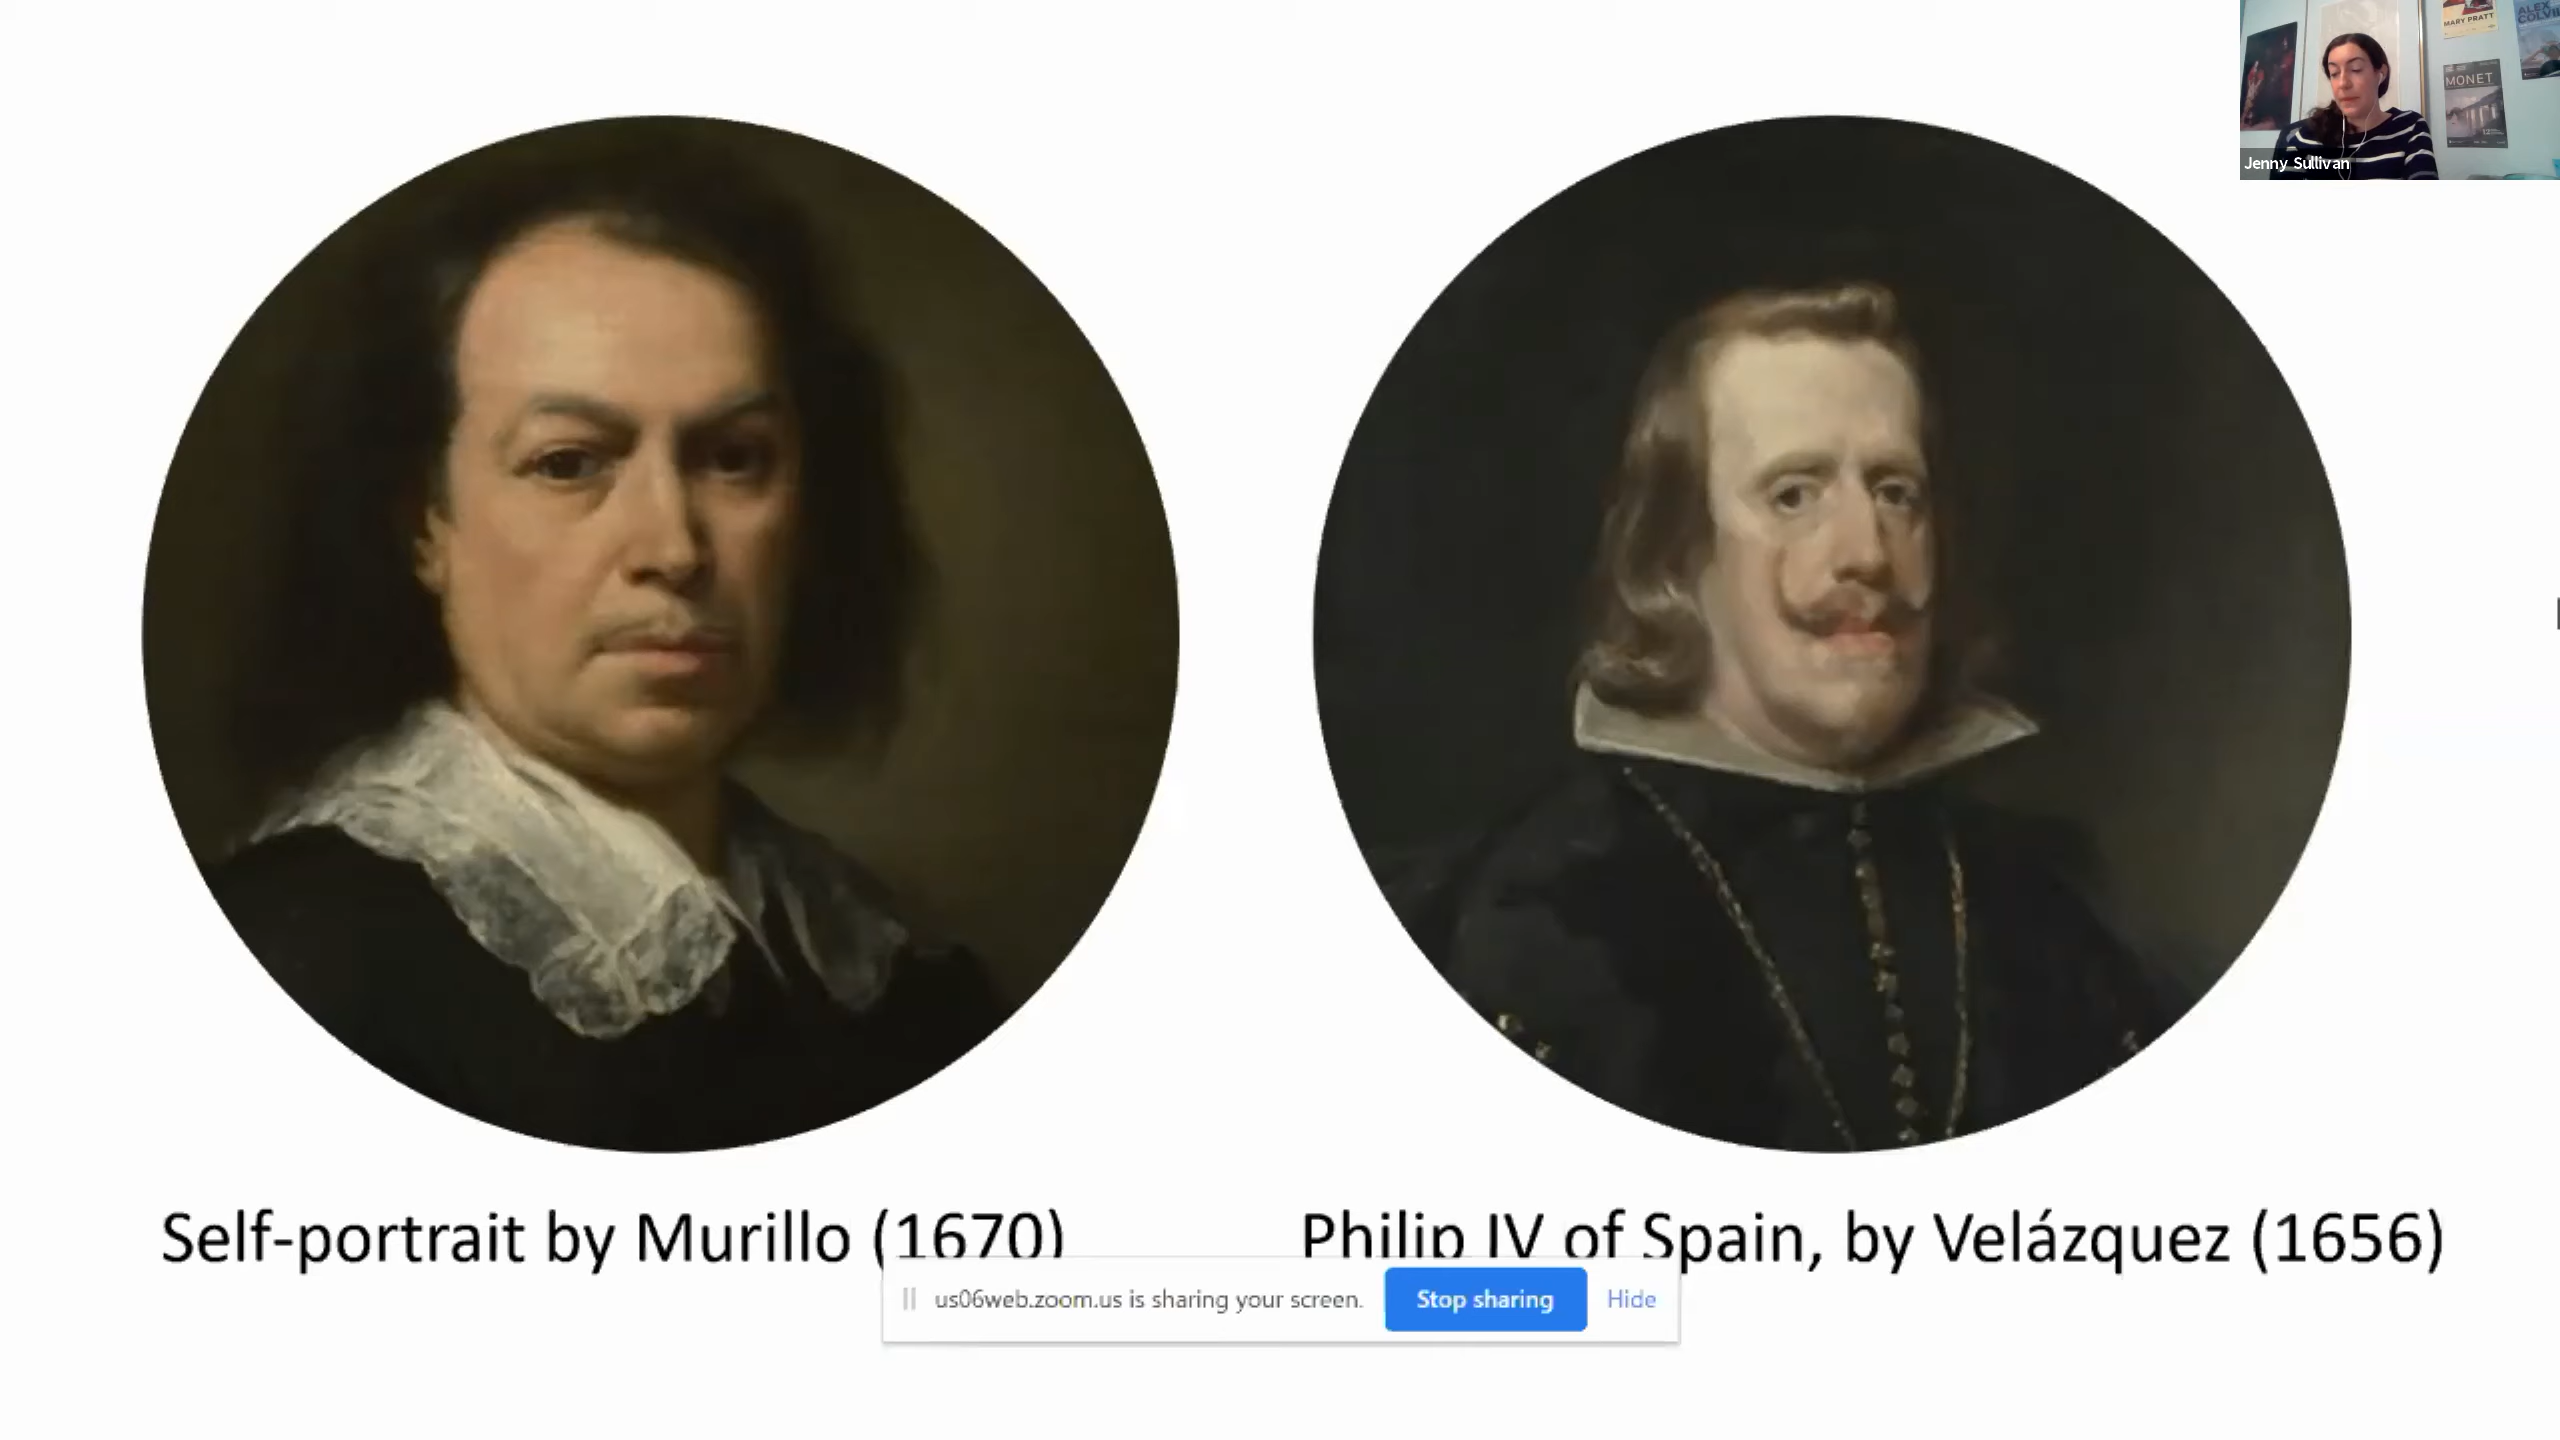 MARY PRATT
ALEX
MONET
Jenny Sullivan
Self-portrait by Murillo (1670)
Philip IV of Spain, by Velázquez (1656)
us06web.zoom.us is sharing your screen.
Stop sharing
Hide